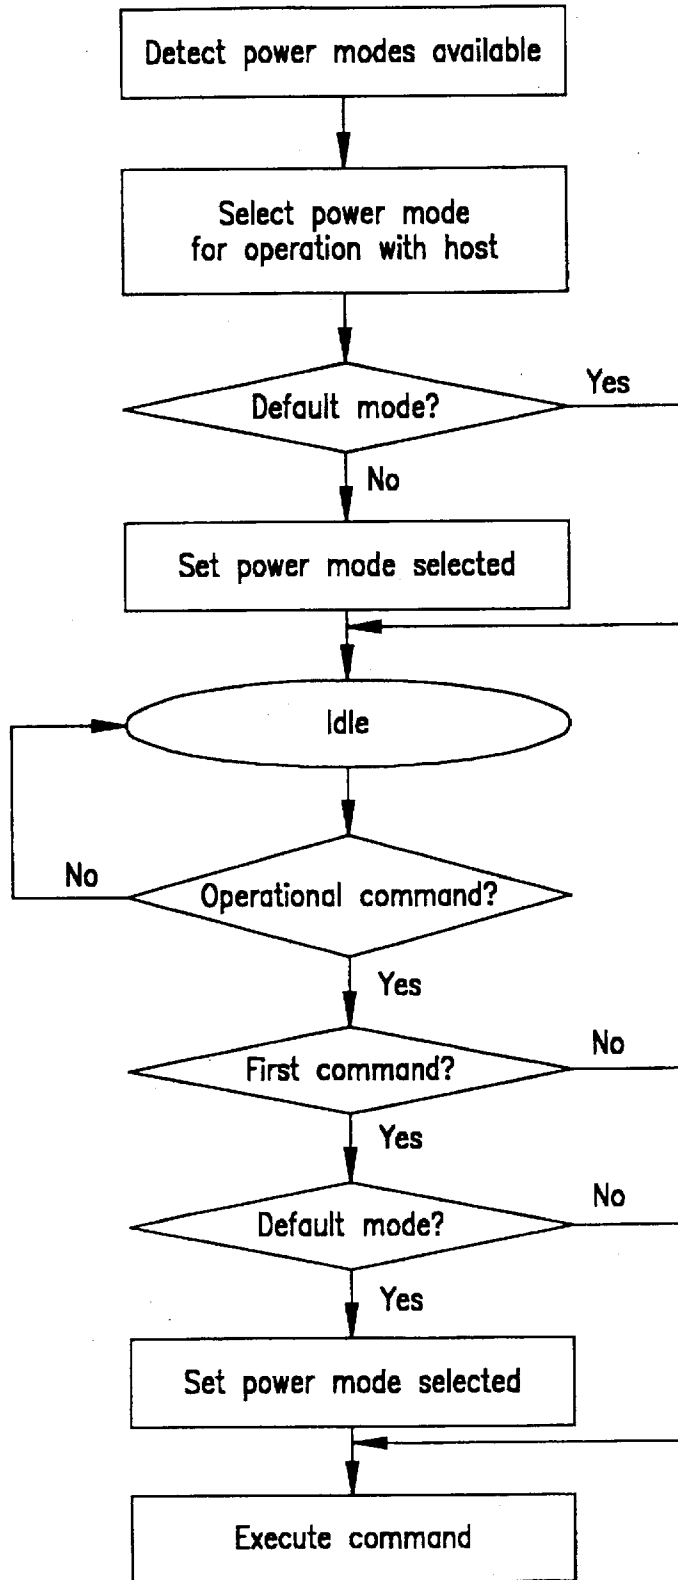 Detect power modes available
Select power mode
for operation with host
Default mode?
Yes
No
Set power mode selected
Idle
No
Operational command?
Yes
First command?
No
Yes
Default mode?
No
Yes
Set power mode selected
Execute command